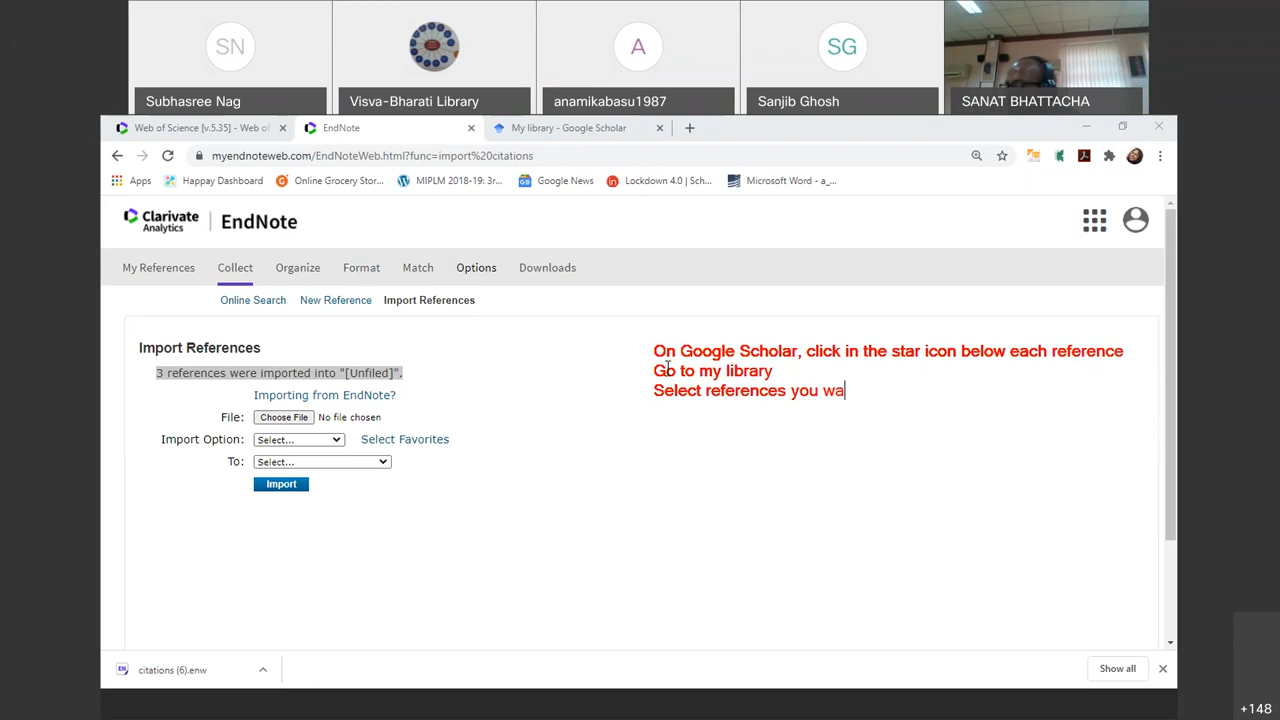 SN
A
SG
Subhasree Nag
Visva-Bharati Library
anamikabasu1987
Sanjib Ghosh
SANAT BHATTACHA
Web of Science [v.5.35] - Web of
EndNote
My library - Google Scholar
myendnoteweb.com/EndNoteWeb.html?func=import%20citations
Apps
Happay Dashboard
Online Grocery Stor...
MIPLM 2018-19: 3r...
Google News
Lockdown 4.0 | Sch...
Microsoft Word - a_...
Clarivate
Analytics
EndNote
My References
Collect
Organize
Format
Match
Options
Downloads
Online Search
New Reference
Import References
Import References
3 references were imported into "[Unfiled]".
Importing from EndNote?
File: Choose File No file chosen
Import Option: Select... Select Favorites
To: Select...
Import
On Google Scholar, click in the star icon below each reference
Go to my library
Select references you wa
EN
citations (6).enw
Show all
+148